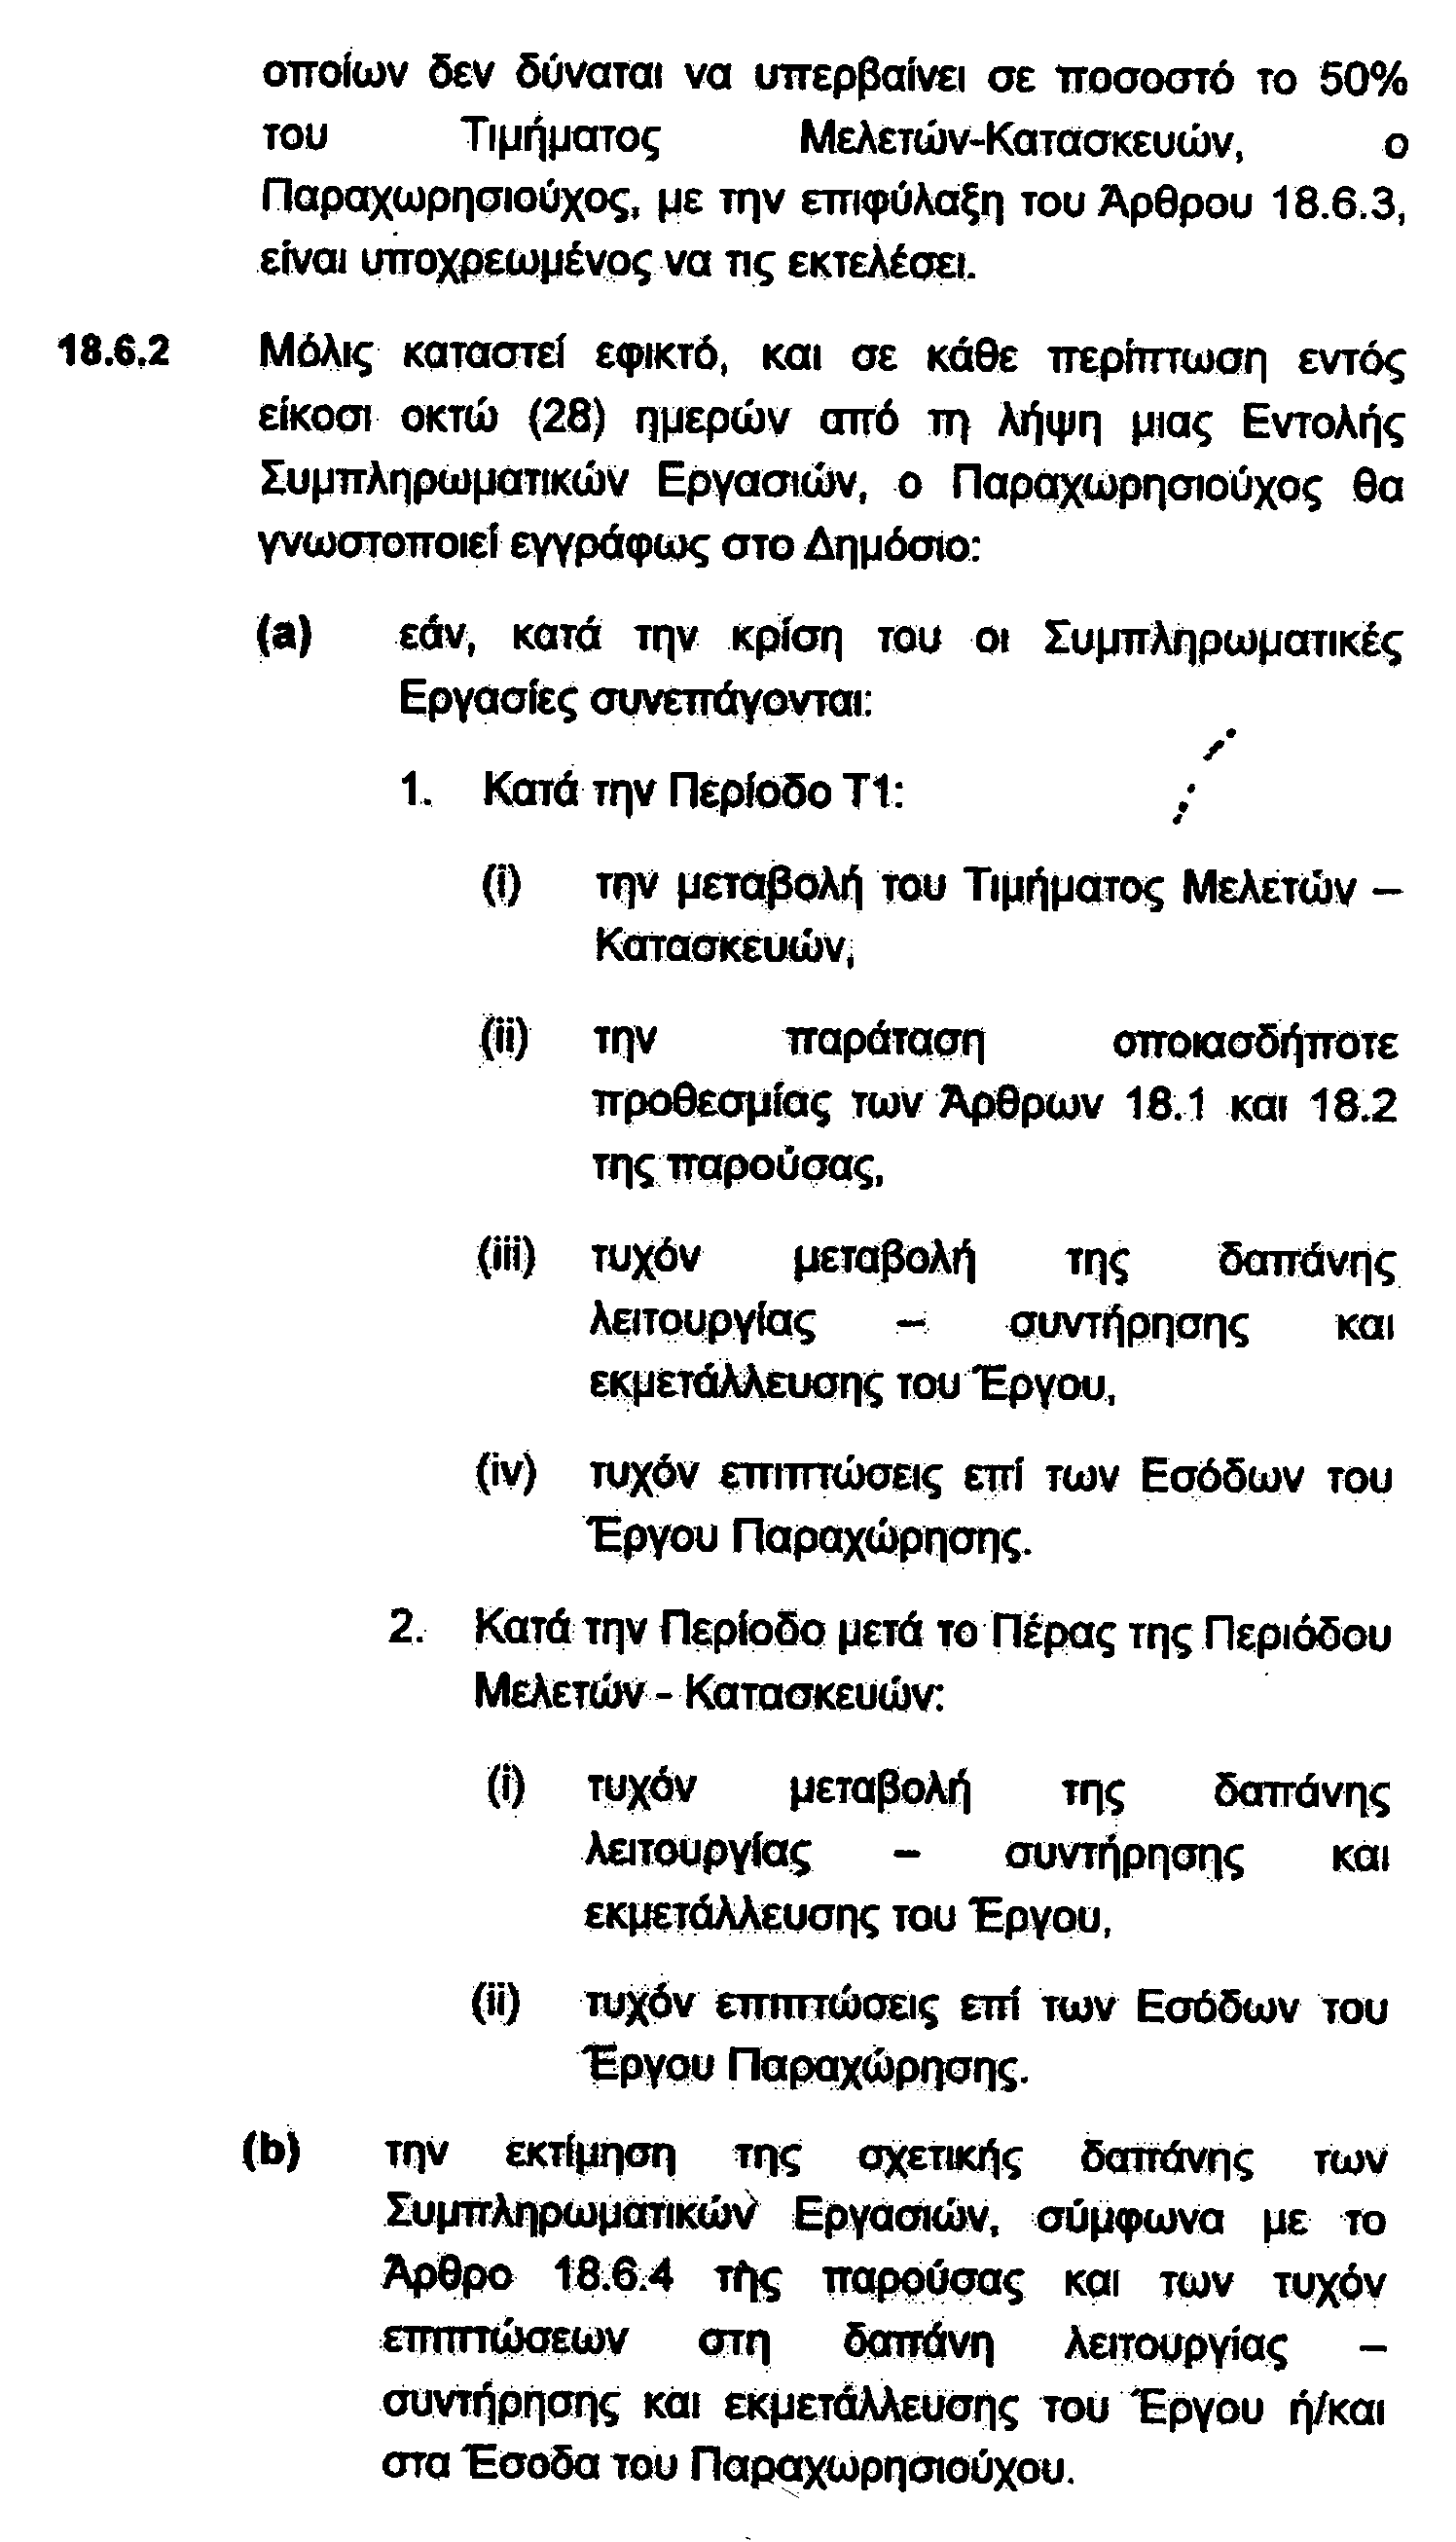 οποίων δεν δύναται να υπερβαίνει σε ποσοστό το 50%
του Τιμήματος Μελετών-Κατασκευών, ο
Παραχωρησιούχος, με την επιφύλαξη του Άρθρου 18.6.3,
είναι υποχρεωμένος να τις εκτελέσει.
18.6.2 Μόλις καταστεί εφικτό, και σε κάθε περίπτωση εντός
είκοσι οκτώ (28) ημερών από τη λήψη μιας Εντολής
Συμπληρωματικών Εργασιών, ο Παραχωρησιούχος θα
γνωστοποιεί εγγράφως στο Δημόσιο:
(a) εάν, κατά την κρίση του οι Συμπληρωματικές
Εργασίες συνεπάγονται:
1. Κατά την Περίοδο Τ1:
(i) την μεταβολή του Τιμήματος Μελετών –
Κατασκευών,
(ii) την παράταση οποιασδήποτε
προθεσμίας των Άρθρων 18.1 και 18.2
της παρούσας,
(iii) τυχόν μεταβολή της δαπάνης
λειτουργίας – συντήρησης και
εκμετάλλευσης του Έργου,
(iv) τυχόν επιπτώσεις επί των Εσόδων του
Έργου Παραχώρησης.
2. Κατά την Περίοδο μετά το Πέρας της Περιόδου
Μελετών - Κατασκευών:
(i) τυχόν μεταβολή της δαπάνης
λειτουργίας – συντήρησης και
εκμετάλλευσης του Έργου,
(ii) τυχόν επιπτώσεις επί των Εσόδων του
Έργου Παραχώρησης.
(b) την εκτίμηση της σχετικής δαπάνης των
Συμπληρωματικών Εργασιών, σύμφωνα με το
Άρθρο 18.6.4 της παρούσας και των τυχόν
επιπτώσεων στη δαπάνη λειτουργίας –
συντήρησης και εκμετάλλευσης του Έργου ή/και
στα Έσοδα του Παραχωρησιούχου.